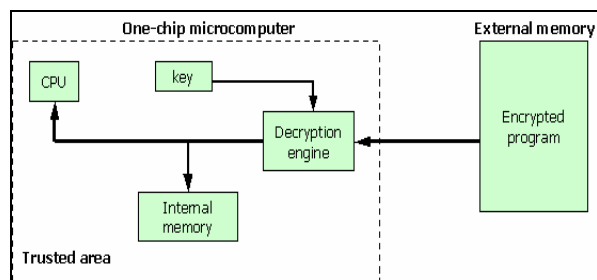 One-chip microcomputer
External memory
CPU
key
Decryption
engine
Encrypted
program
Internal
memory
Trusted area